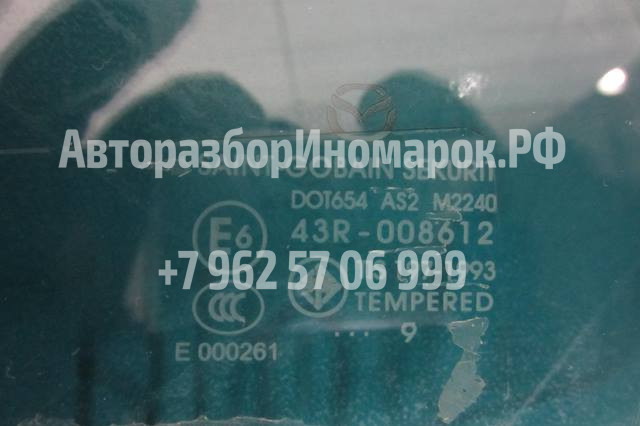 АвторазборИномарок.РФ
SAINT-GOBAIN SEKURIT
DOT654 AS2 M2240
E6 43R-008612
+7 962 57 06 999
CCC TEMPERED
... 9
E 000261